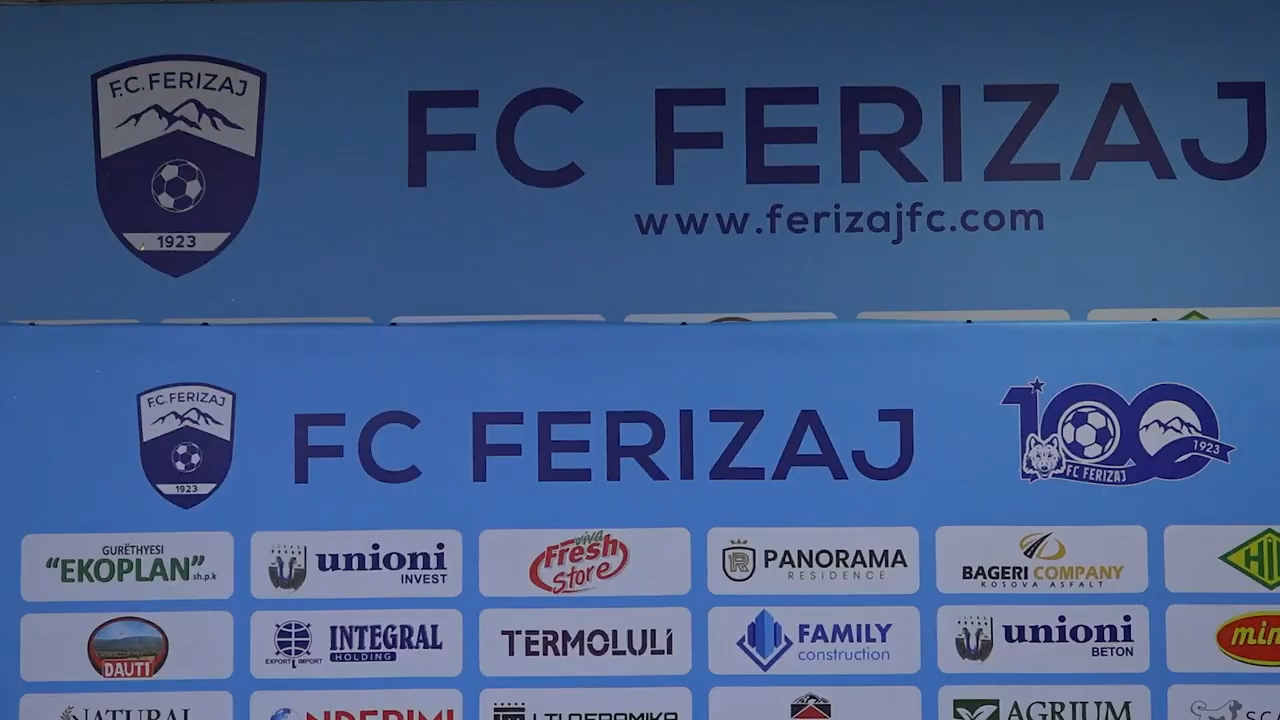 F.C. FERIZAJ
1923
FC FERIZAJ
www.ferizajfc.com
F.C. FERIZAJ
1923
FC FERIZAJ
100
1923
FC FERIZAJ
GURËTHYESI
"EKOPLAN" sh.p.k
unioni
INVEST
viva
Fresh
Store
R
PANORAMA
RESIDENCE
BAGERI COMPANY
KOSOVA ASFALT
DAUTI
INTEGRAL
HOLDING
EXPORT IMPORT
TERMOLULI
FAMILY
construction
unioni
BETON
NATURAL
AGRIUM